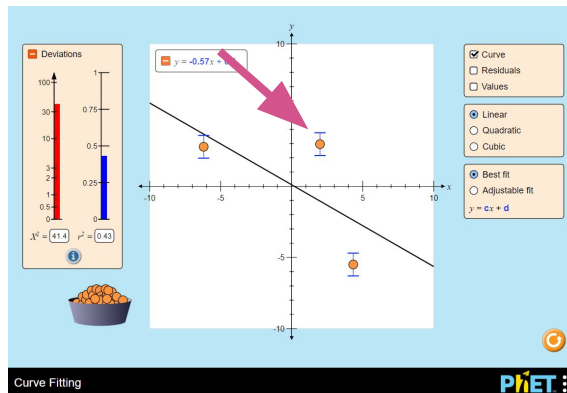 Deviations
100
30
10
3
2
1
0.5
0
1
0.75
0.5
0.25
0
X² = 41.4 r² = 0.43
y = -0.57x +
y
10
-5
-10
-10
-5
5
10
x
Curve
Residuals
Values
Linear
Quadratic
Cubic
Best fit
Adjustable fit
y = cx + d
Curve Fitting
PhET